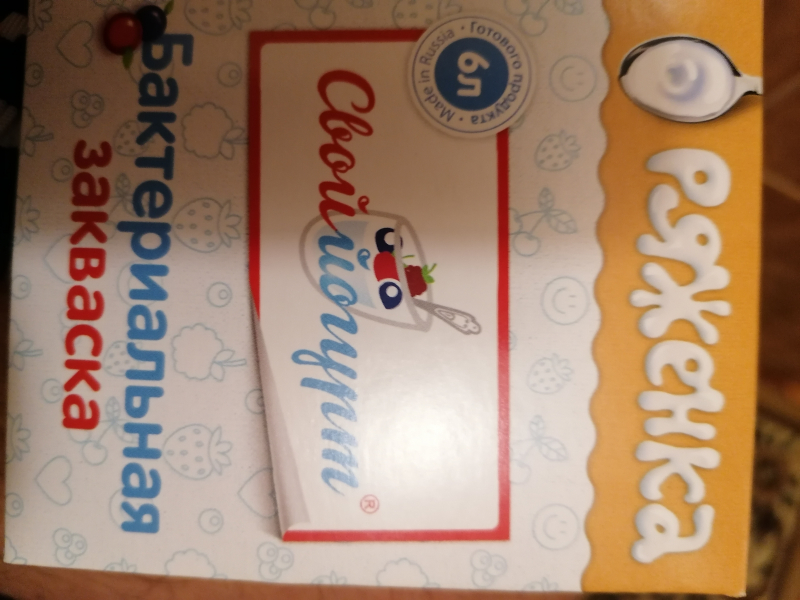 ряженка
Готового продукта
6л
Made in Russia
Свой йогурт®
Бактериальная
закваска